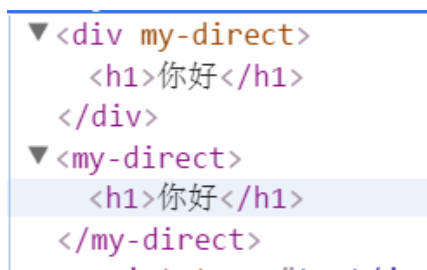 ▼<div my-direct>
<h1>你好</h1>
</div>
▼<my-direct>
<h1>你好</h1>
</my-direct>